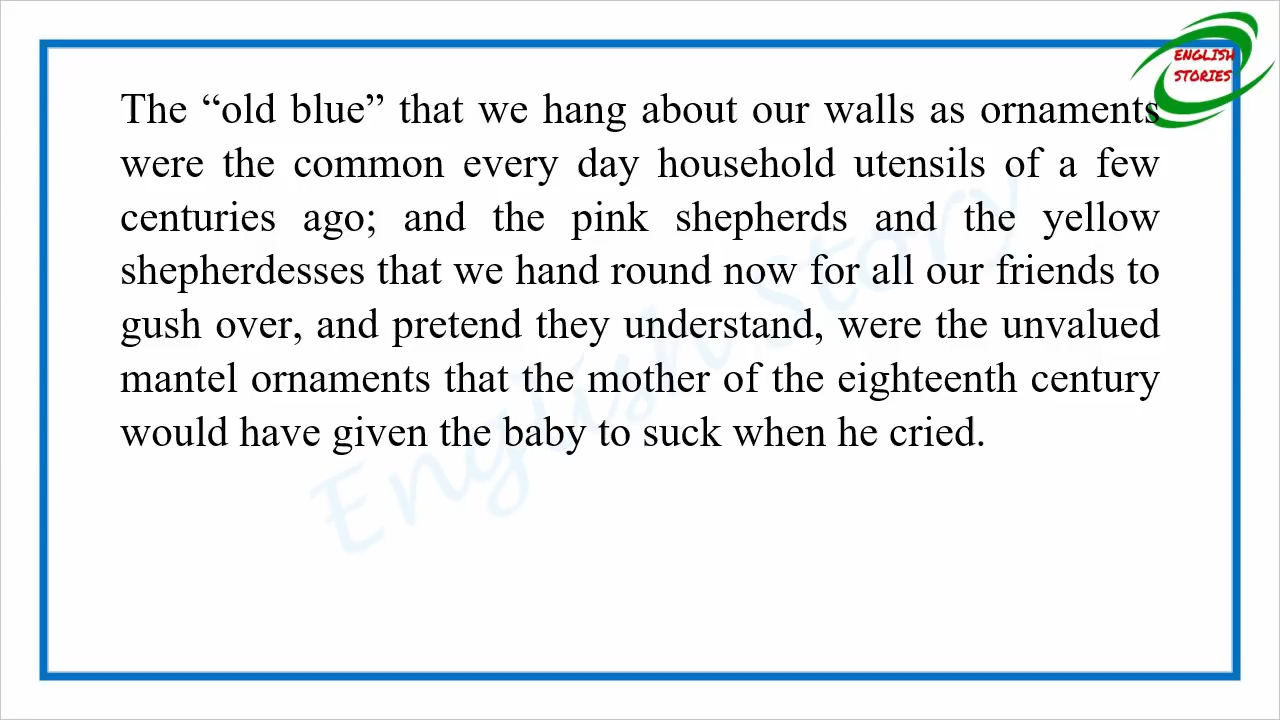 ENGLISH
STORIES
The “old blue” that we hang about our walls as ornaments
were the common every day household utensils of a few
centuries ago; and the pink shepherds and the yellow
shepherdesses that we hand round now for all our friends to
gush over, and pretend they understand, were the unvalued
mantel ornaments that the mother of the eighteenth century
would have given the baby to suck when he cried.
English Story